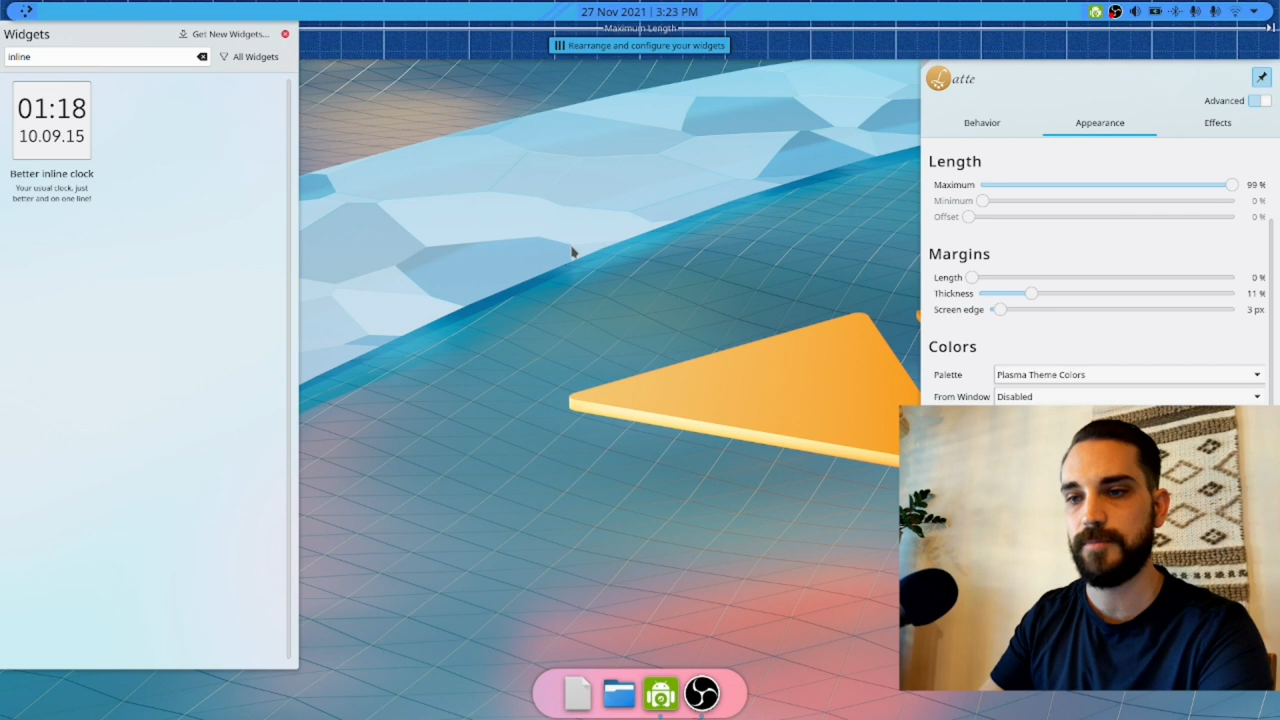 27 Nov 2021 | 3:23 PM
Widgets
Get New Widgets...
Maximum Length
Rearrange and configure your widgets
inline
All Widgets
01:18
10.09.15
Better inline clock
Your usual clock, just
better and on one line!
Latte
Advanced
Behavior
Appearance
Effects
Length
Maximum
99 %
Minimum
0 %
Offset
0 %
Margins
Length
0 %
Thickness
11 %
Screen edge
3 px
Colors
Palette
Plasma Theme Colors
From Window
Disabled